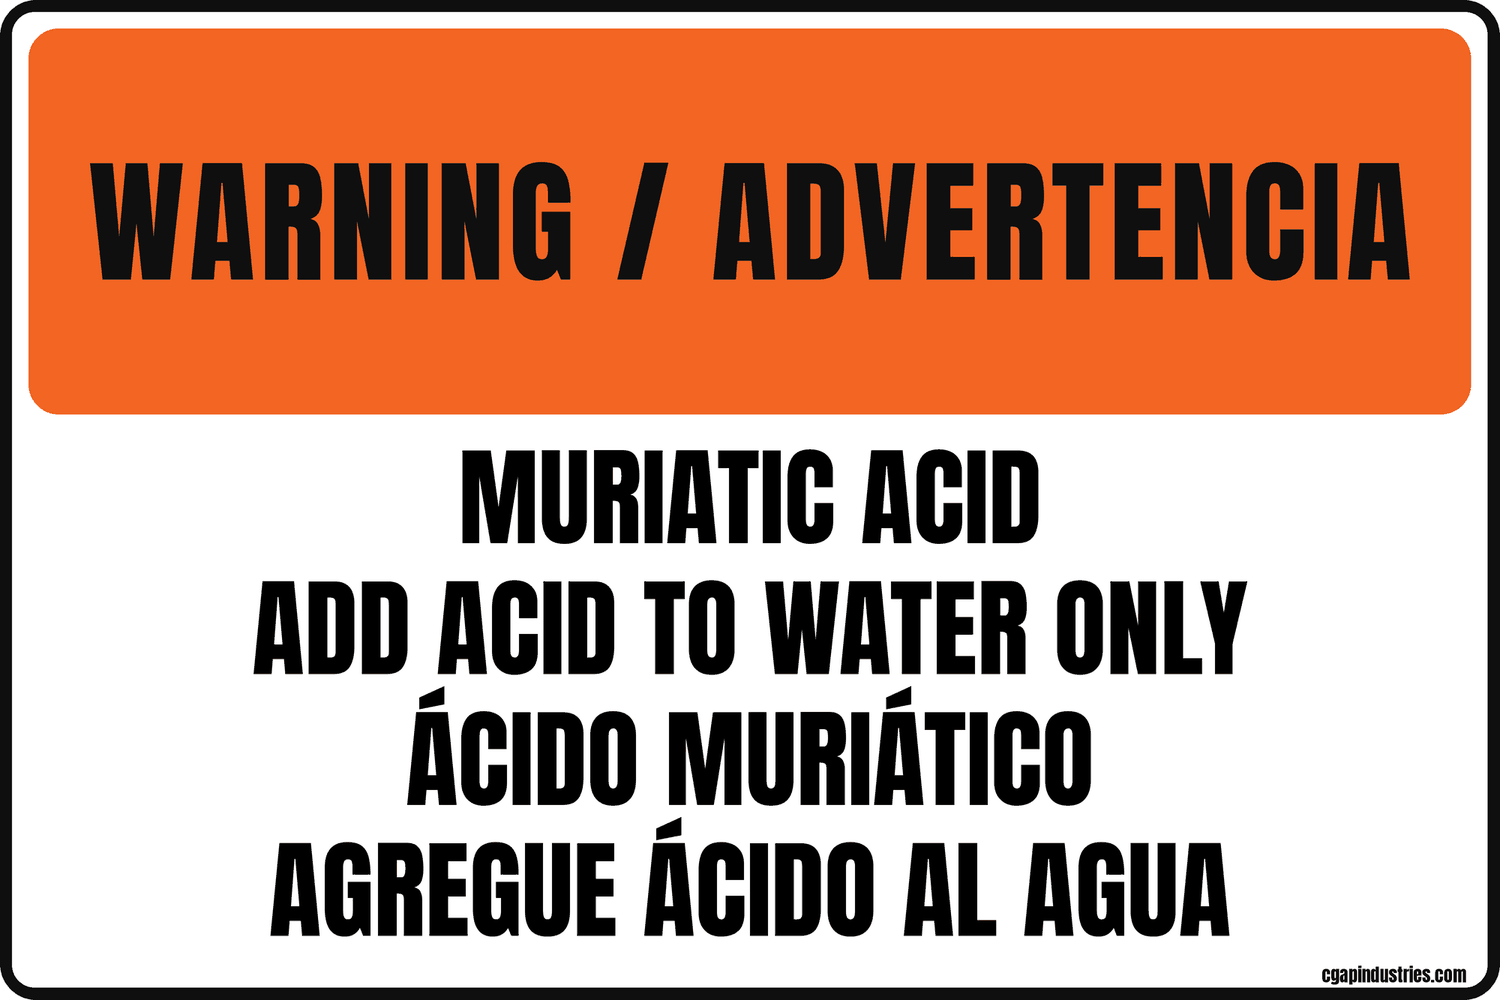 WARNING / ADVERTENCIA
MURIATIC ACID
ADD ACID TO WATER ONLY
ÁCIDO MURIÁTICO
AGREGUE ÁCIDO AL AGUA
cgapindustries.com